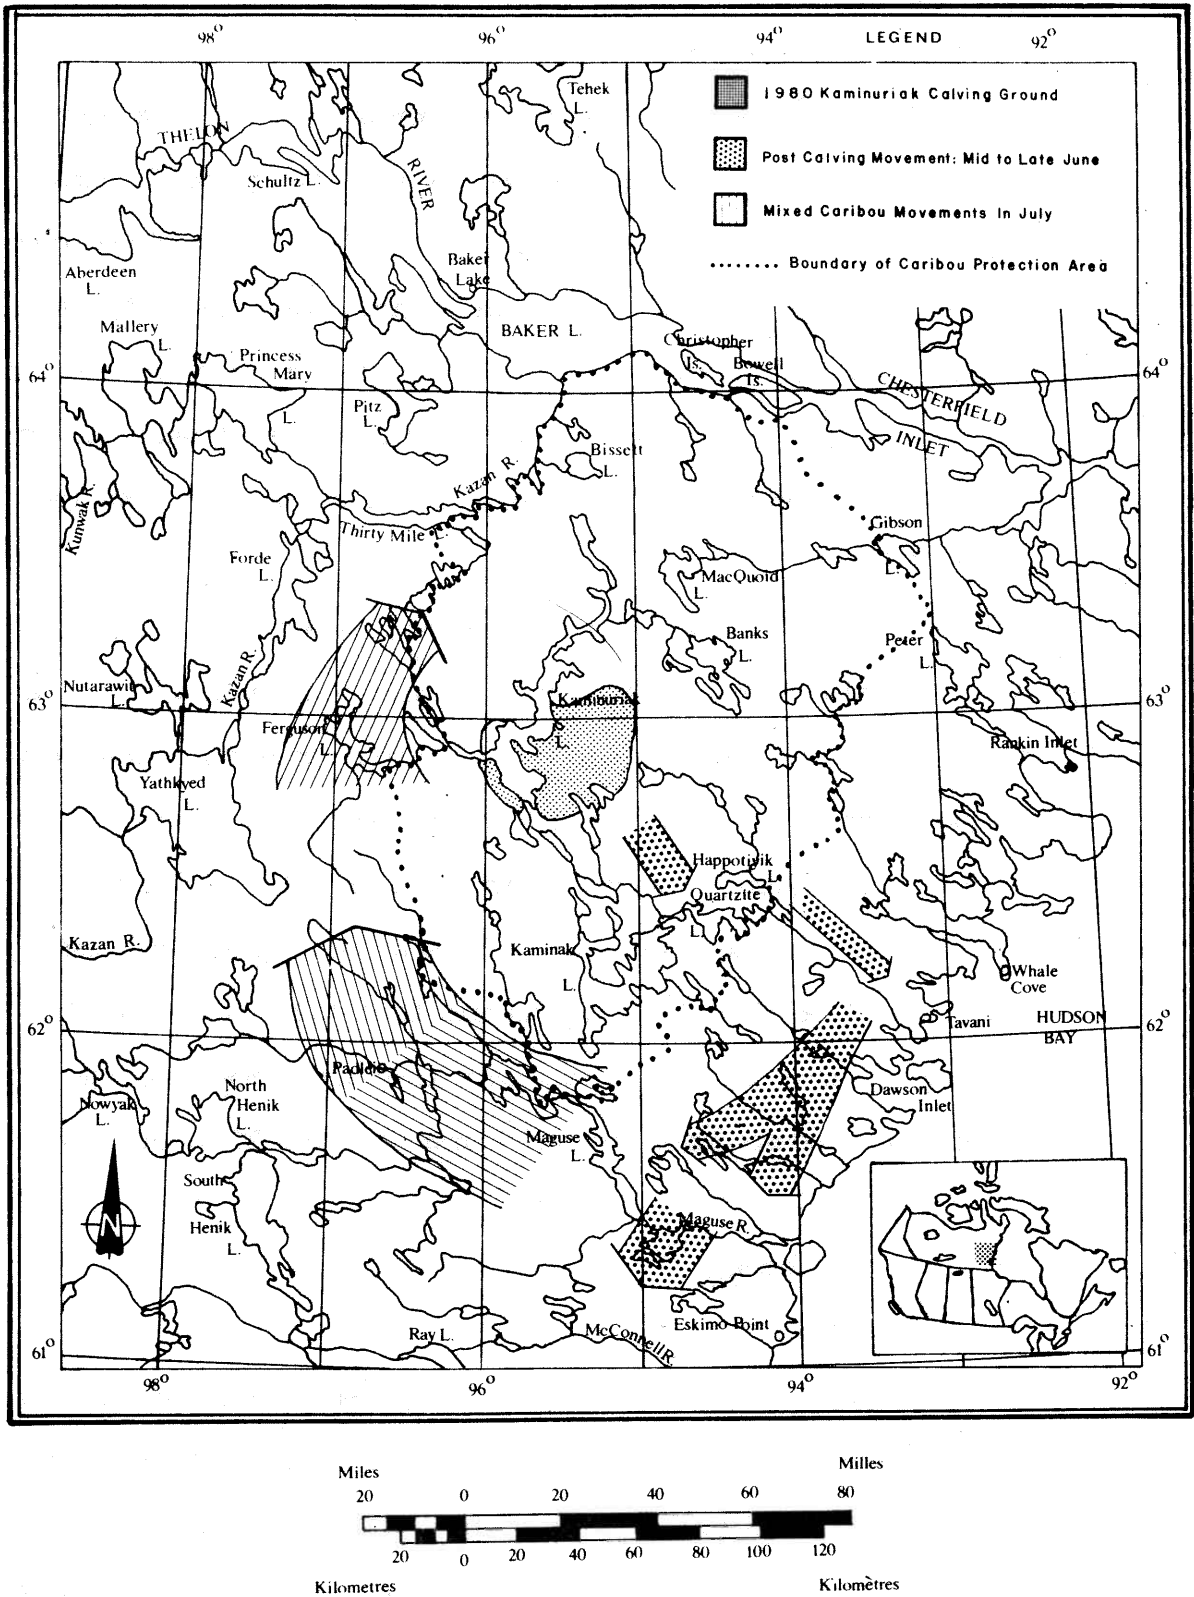 98° 96° 94° LEGEND 92°
1980 Kaminuriak Calving Ground
Post Calving Movement: Mid to Late June
Mixed Caribou Movements In July
Boundary of Caribou Protection Area
Tehek
L.
THELON
RIVER
Schultz L.
Aberdeen
L.
Baker
Lake
BAKER L.
Mallery
L.
Princess
Mary
L.
Christopher
Is.
Bowell
Is.
64°
64°
CHESTERFIELD
INLET
Pitz
L.
Bissett
L.
Kazan R.
Kunwak R.
Thirty Mile L.
Gibson
L.
Forde
L.
MacQuoid
L.
Banks
L.
Peter
L.
Kazan R.
Nutarawit
L.
63°
63°
Kaminuriak
L.
Ferguson
L.
Rankin Inlet
Yathkyed
L.
Happotiyik
L.
Quartzite
L.
Kazan R.
Kaminak
L.
Whale
Cove
Tavani
HUDSON
BAY
62°
62°
Padlei
Dawson
Inlet
Nowyak
L.
North
Henik
L.
Maguse
L.
South
Henik
L.
N
Maguse R.
Eskimo Point
Ray L.
McConnell R.
61°
61°
98° 96° 94° 92°
Miles Milles
20 0 20 40 60 80
20 0 20 40 60 80 100 120
Kilometres Kilomètres